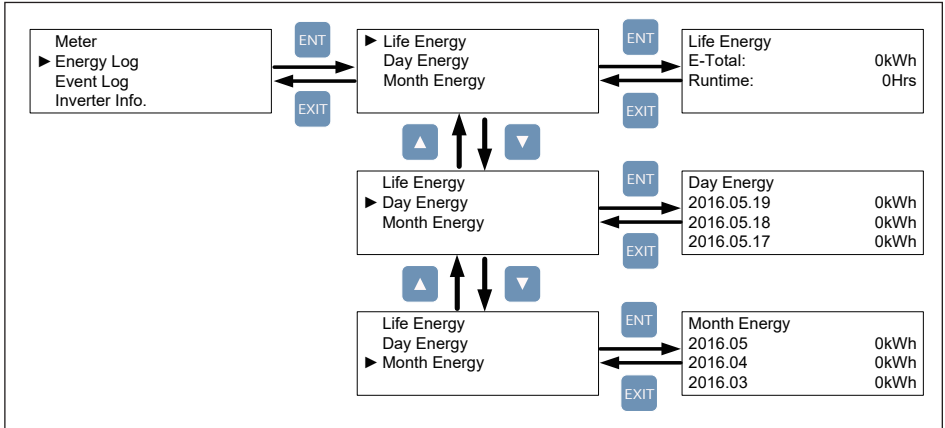 Meter
▶ Energy Log
Event Log
Inverter Info.
ENT
EXIT
▶ Life Energy
Day Energy
Month Energy
ENT
EXIT
Life Energy
E-Total: 0kWh
Runtime: 0Hrs
▲ ▼
Life Energy
▶ Day Energy
Month Energy
ENT
EXIT
Day Energy
2016.05.19 0kWh
2016.05.18 0kWh
2016.05.17 0kWh
▲ ▼
Life Energy
Day Energy
▶ Month Energy
ENT
EXIT
Month Energy
2016.05 0kWh
2016.04 0kWh
2016.03 0kWh